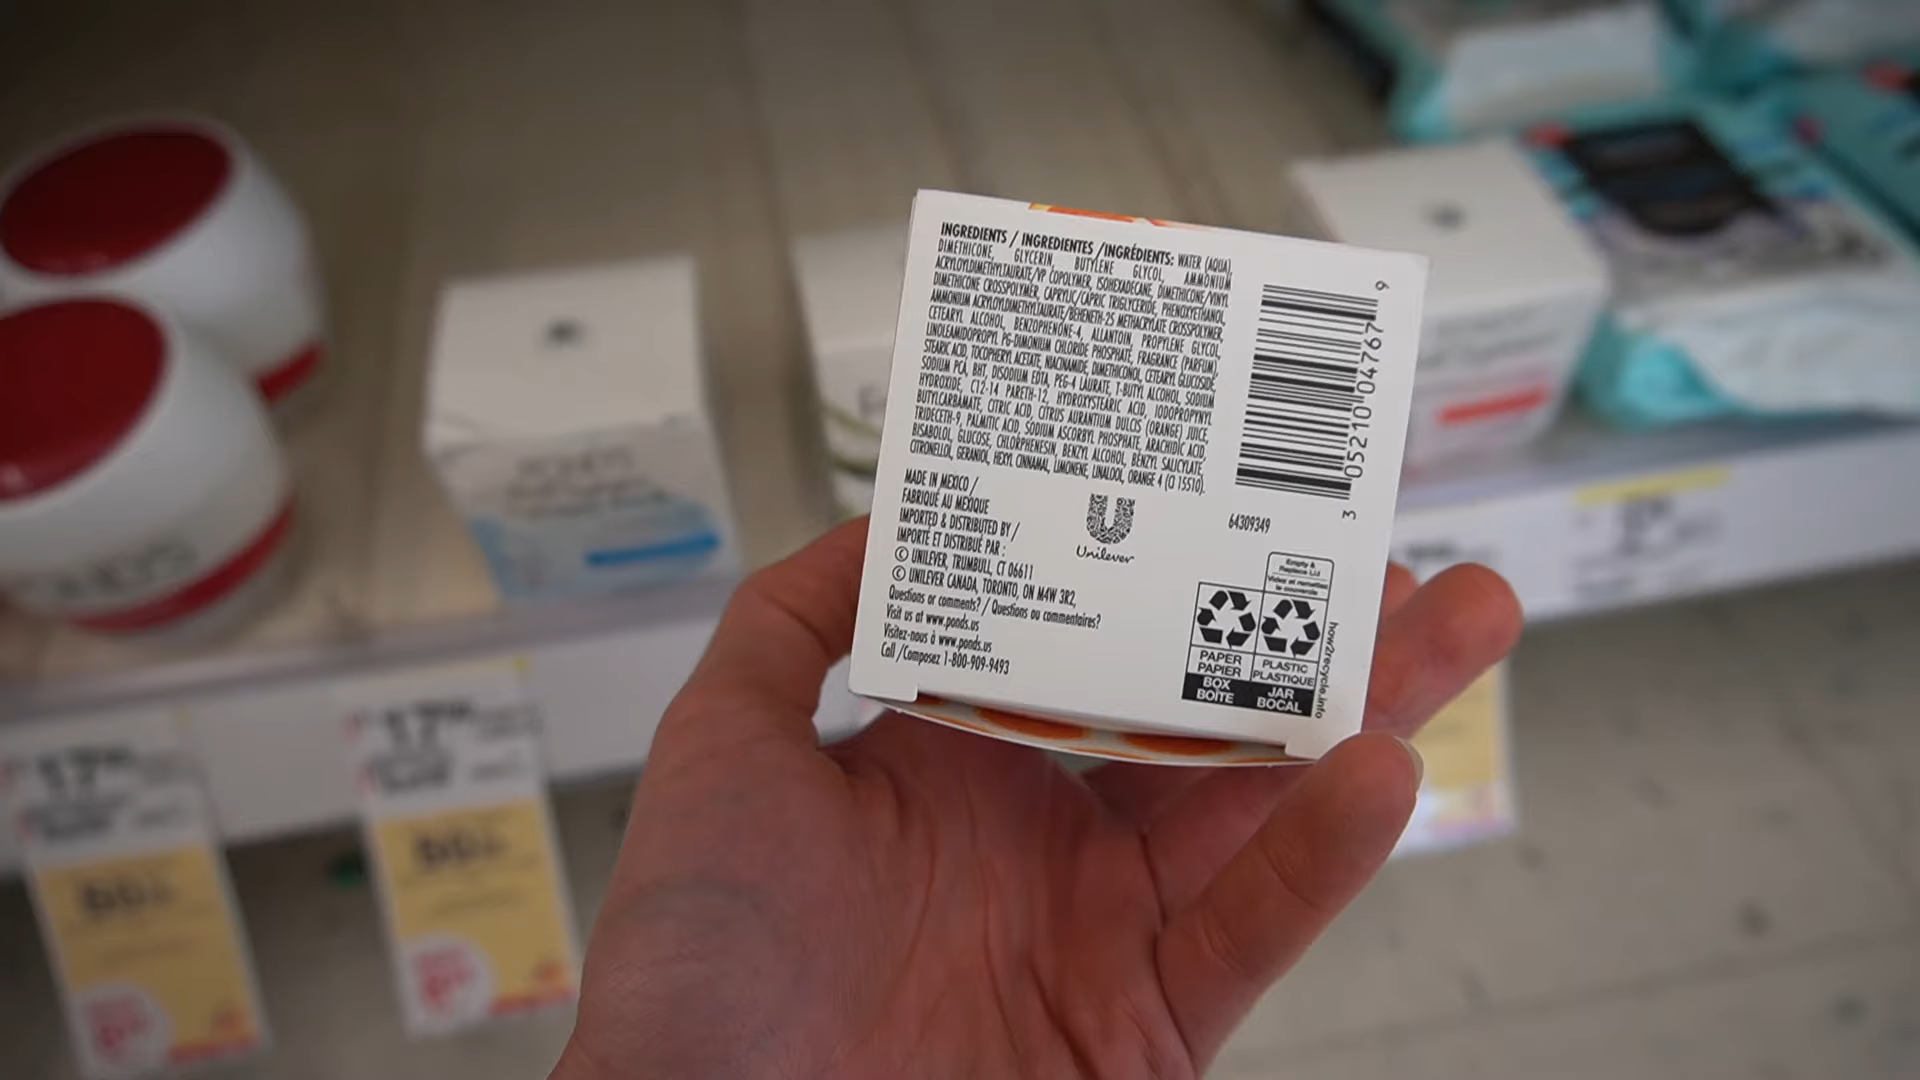 INGREDIENTS / INGREDIENTES /INGRÉDIENTS: WATER (AQUA),
DIMETHICONE, GLYCERIN, BUTYLENE GLYCOL, AMMONIUM
ACRYLOYLDIMETHYLTAURATE/VP COPOLYMER, ISOHEXADECANE, DIMETHICONE/VINYL
DIMETHICONE CROSSPOLYMER, CAPRYLIC/CAPRIC TRIGLYCERIDE, PHENOXYETHANOL,
AMMONIUM ACRYLOYLDIMETHYLTAURATE/BEHENETH-25 METHACRYLATE CROSSPOLYMER,
CETEARYL ALCOHOL, BENZOPHENONE-4, ALLANTOIN, PROPYLENE GLYCOL,
LINOLEAMIDOPROPYL PG-DIMONIUM CHLORIDE PHOSPHATE, FRAGRANCE (PARFUM),
STEARIC ACID, TOCOPHERYL ACETATE, NIACINAMIDE, DIMETHICONOL, CETEARYL GLUCOSIDE,
SODIUM PCA, BHT, DISODIUM EDTA, PEG-4 LAURATE, T-BUTYL ALCOHOL, SODIUM
HYDROXIDE, C12-14 PARETH-12, HYDROXYSTEARIC ACID, IODOPROPYNYL
BUTYLCARBAMATE, CITRIC ACID, CITRUS AURANTIUM DULCIS (ORANGE) JUICE,
TRIDECETH-9, PALMITIC ACID, SODIUM ASCORBYL PHOSPHATE, ARACHIDIC ACID,
BISABOLOL, GLUCOSE, CHLORPHENESIN, BENZYL ALCOHOL, BENZYL SALICYLATE,
CITRONELLOL, GERANIOL, HEXYL CINNAMAL, LIMONENE, LINALOOL, ORANGE 4 (CI 15510).
MADE IN MEXICO /
FABRIQUÉ AU MEXIQUE
IMPORTED & DISTRIBUTED BY /
IMPORTÉ ET DISTRIBUÉ PAR :
© UNILEVER, TRUMBULL, CT 06611
© UNILEVER CANADA, TORONTO, ON M4W 3R2,
Questions or comments? / Questions ou commentaires?
Visit us at www.ponds.us
Visitez-nous à www.ponds.us
Call /Composez 1-800-909-9493
Unilever
3 05210 04767 9
64309349
Empty &
Replace Lid
Videz et remettez
le couvercle
PAPER
PAPIER
BOX
BOÎTE
PLASTIC
PLASTIQUE
JAR
BOCAL
how2recycle.info